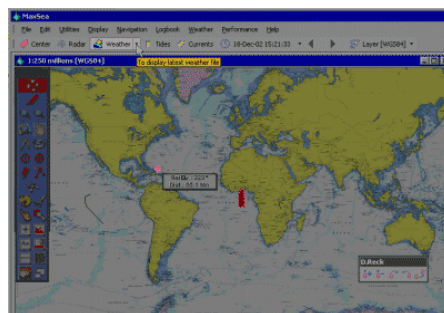 MaxSea
File Edit Utilities Display Navigation Logbook Weather Performance Help
Center Radar Weather Tides Currents 18-Dec-02 15:21:33 Layer [WGS84]
To display latest weather file
1:250 millions [WGS84]
D.Reck